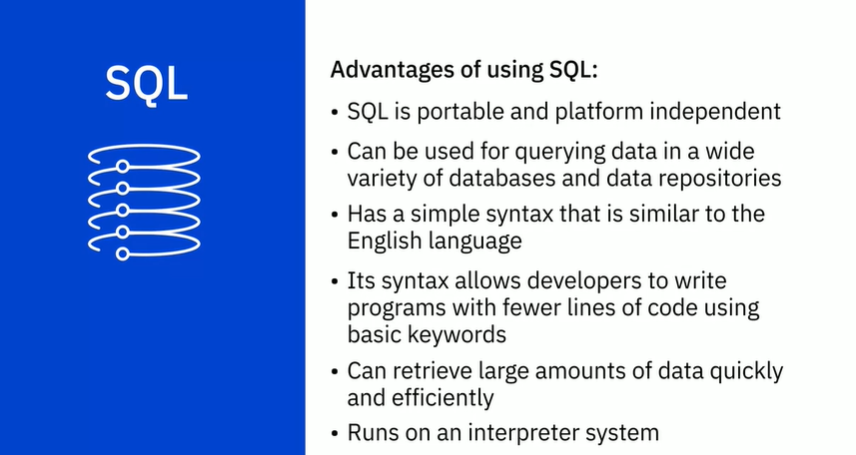 SQL
Advantages of using SQL:
• SQL is portable and platform independent
• Can be used for querying data in a wide
variety of databases and data repositories
• Has a simple syntax that is similar to the
English language
• Its syntax allows developers to write
programs with fewer lines of code using
basic keywords
• Can retrieve large amounts of data quickly
and efficiently
• Runs on an interpreter system